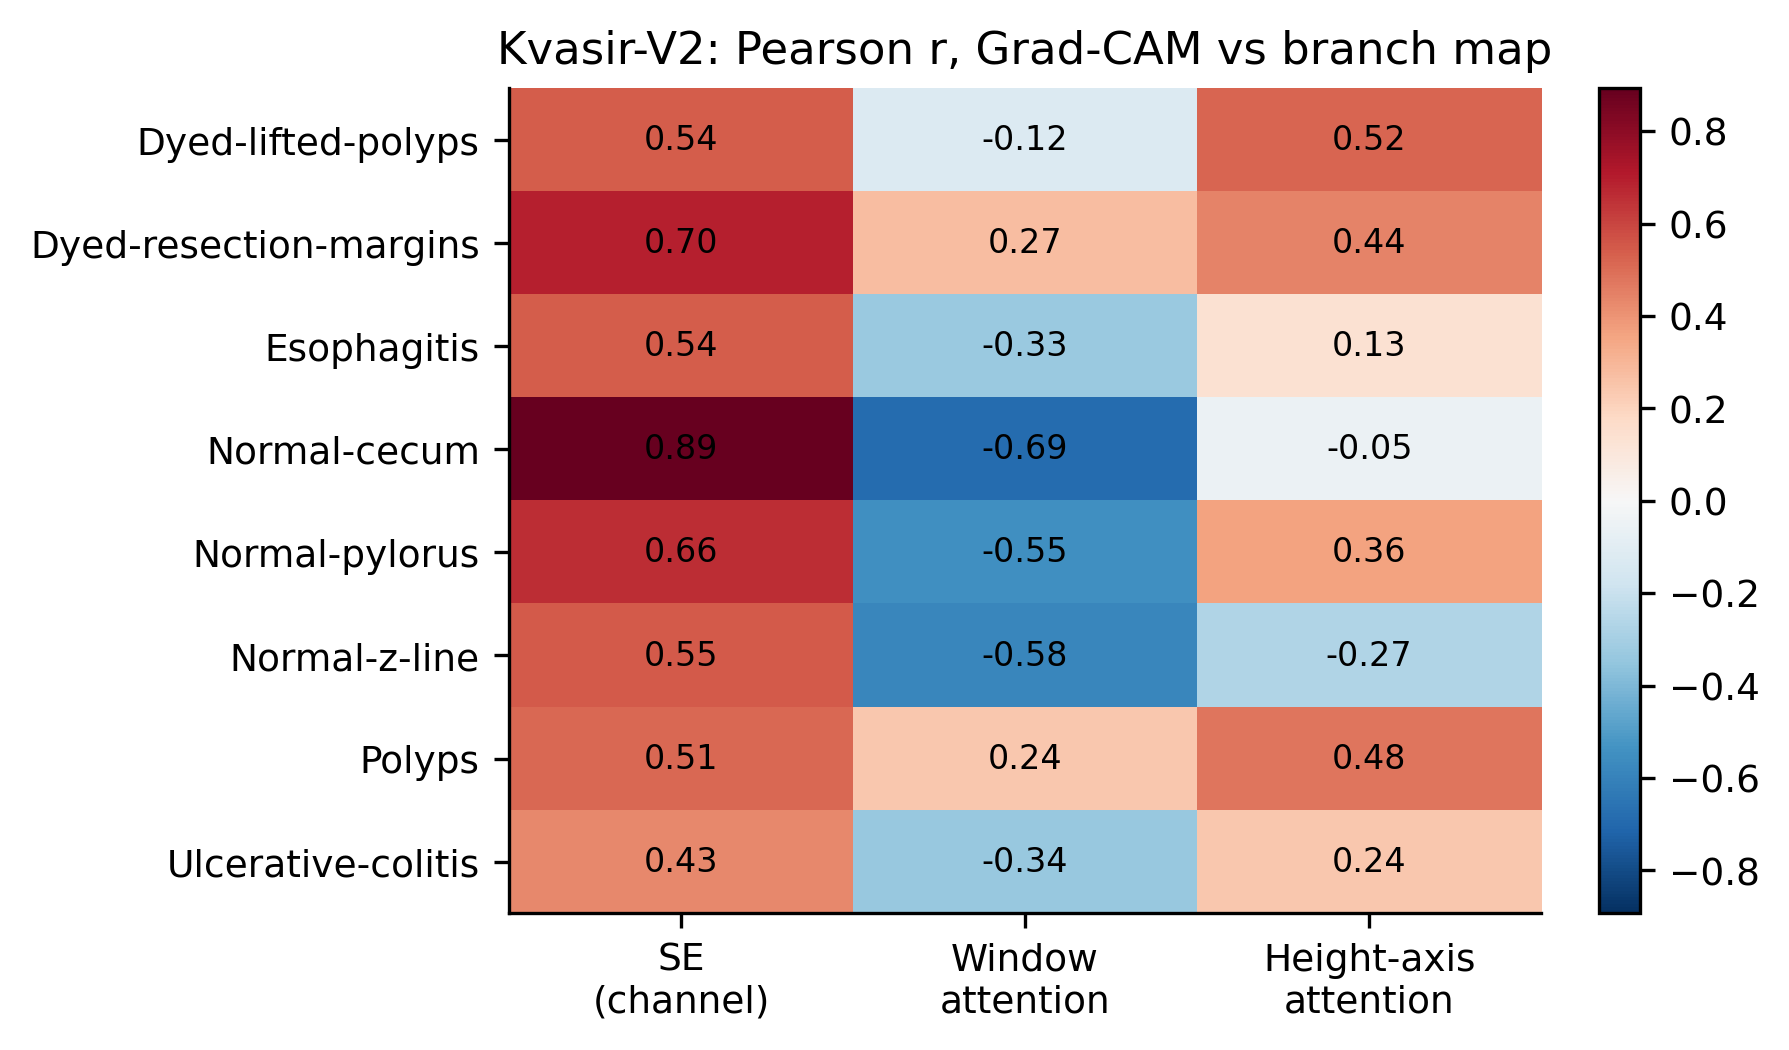 Kvasir-V2: Pearson r, Grad-CAM vs branch map
Dyed-lifted-polyps 0.54 -0.12 0.52
Dyed-resection-margins 0.70 0.27 0.44
Esophagitis 0.54 -0.33 0.13
Normal-cecum 0.89 -0.69 -0.05
Normal-pylorus 0.66 -0.55 0.36
Normal-z-line 0.55 -0.58 -0.27
Polyps 0.51 0.24 0.48
Ulcerative-colitis 0.43 -0.34 0.24
SE
(channel)
Window
attention
Height-axis
attention
0.8
0.6
0.4
0.2
0.0
−0.2
−0.4
−0.6
−0.8